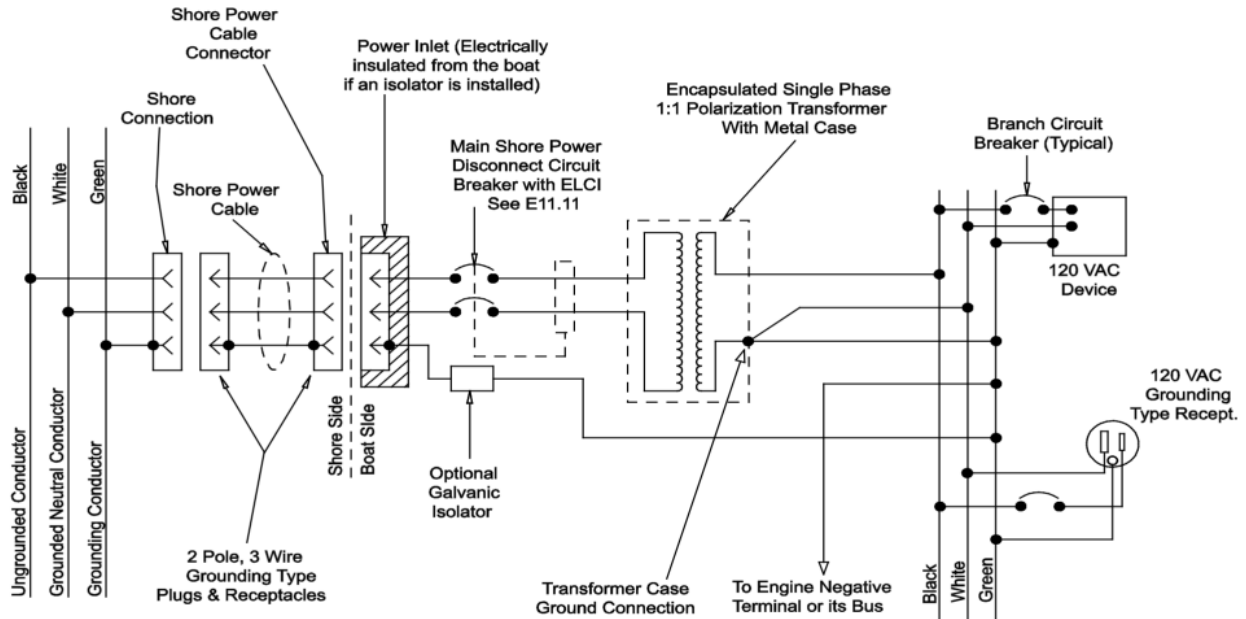 Shore Power
Cable
Connector
Power Inlet (Electrically
insulated from the boat
if an isolator is installed)
Encapsulated Single Phase
1:1 Polarization Transformer
With Metal Case
Shore
Connection
Branch Circuit
Breaker (Typical)
Main Shore Power
Disconnect Circuit
Breaker with ELCI
See E11.11
Black
White
Green
Shore Power
Cable
120 VAC
Device
120 VAC
Grounding
Type Recept.
Shore Side
Boat SIde
Optional
Galvanic
Isolator
Ungrounded Conductor
Grounded Neutral Conductor
Grounding Conductor
2 Pole, 3 Wire
Grounding Type
Plugs & Receptacles
Transformer Case
Ground Connection
To Engine Negative
Terminal or its Bus
Black
White
Green